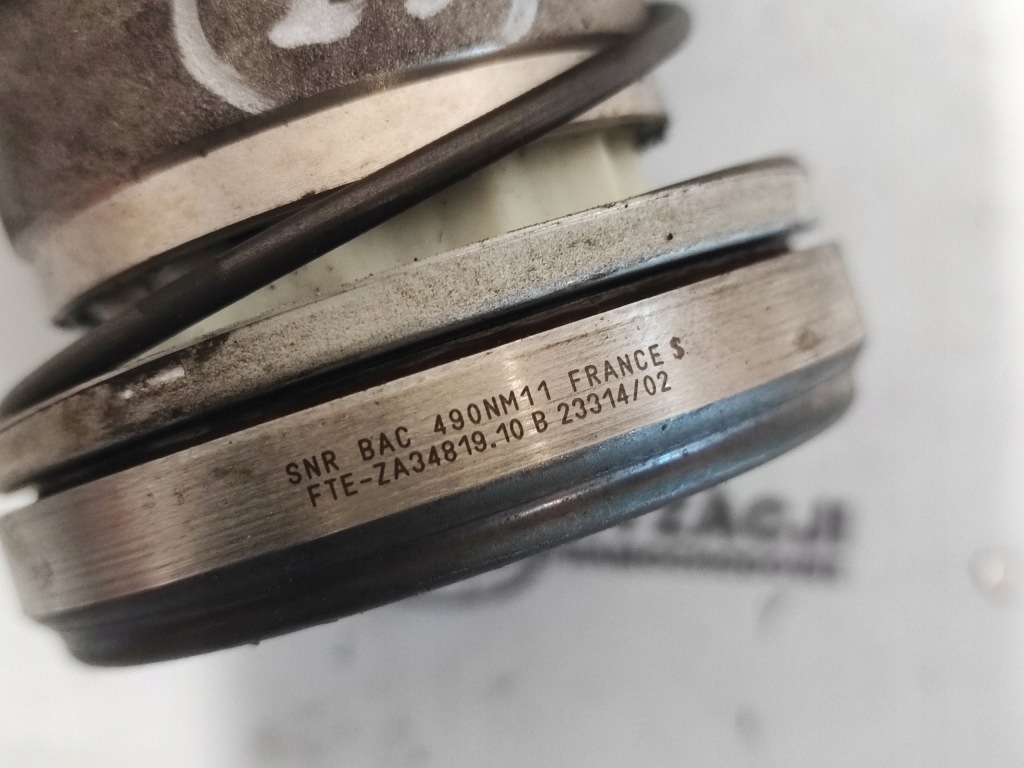 SNR BAC 490NM11 FRANCE S
FTE-ZA34819.10 B 23314/02